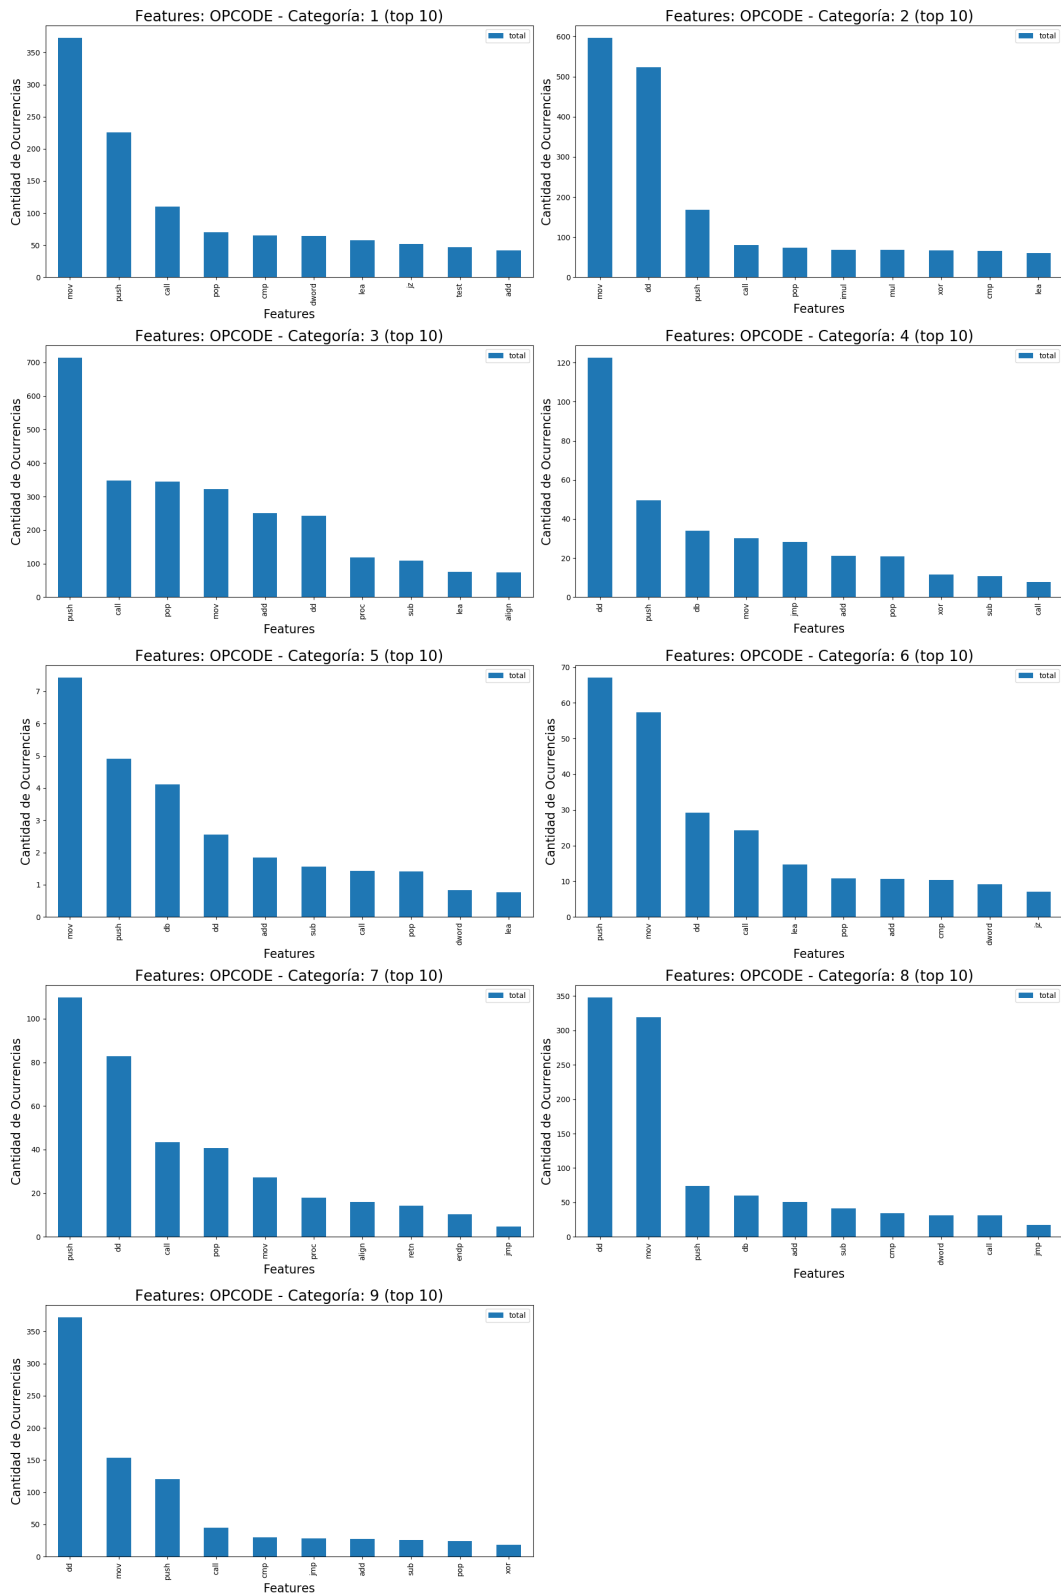 Features: OPCODE - Categoría: 1 (top 10)
total
Cantidad de Ocurrencias
350
300
250
200
150
100
50
0
mov push call pop cmp dword lea jz test add
Features
Features: OPCODE - Categoría: 2 (top 10)
total
Cantidad de Ocurrencias
600
500
400
300
200
100
0
mov dd push call pop imul mul xor cmp lea
Features
Features: OPCODE - Categoría: 3 (top 10)
total
Cantidad de Ocurrencias
700
600
500
400
300
200
100
0
push call pop mov add dd proc sub lea align
Features
Features: OPCODE - Categoría: 4 (top 10)
total
Cantidad de Ocurrencias
120
100
80
60
40
20
0
dd push db mov jmp add pop xor sub call
Features
Features: OPCODE - Categoría: 5 (top 10)
total
Cantidad de Ocurrencias
7
6
5
4
3
2
1
0
mov push db dd add sub call pop dword lea
Features
Features: OPCODE - Categoría: 6 (top 10)
total
Cantidad de Ocurrencias
70
60
50
40
30
20
10
0
push mov dd call lea pop add cmp dword jz
Features
Features: OPCODE - Categoría: 7 (top 10)
total
Cantidad de Ocurrencias
100
80
60
40
20
0
push dd call pop mov proc align retn endp jmp
Features
Features: OPCODE - Categoría: 8 (top 10)
total
Cantidad de Ocurrencias
350
300
250
200
150
100
50
0
dd mov push db add sub cmp dword call jmp
Features
Features: OPCODE - Categoría: 9 (top 10)
total
Cantidad de Ocurrencias
350
300
250
200
150
100
50
0
dd mov push call cmp jmp add sub pop xor
Features